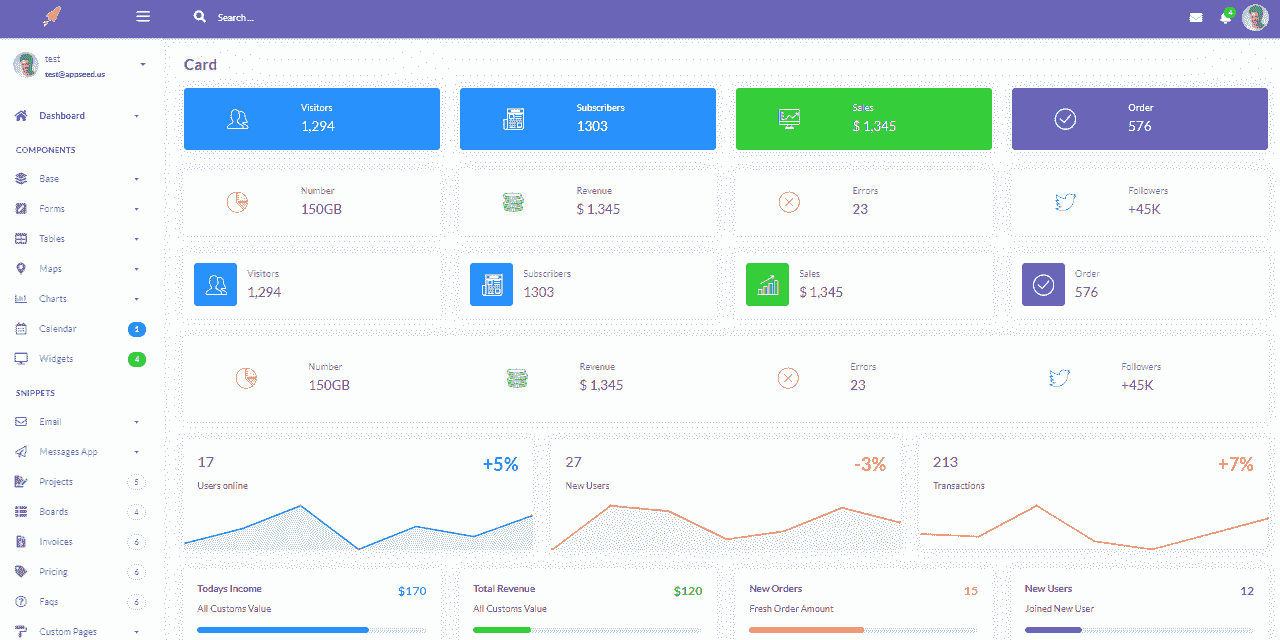 Search...
4
test
test@appseed.us
Dashboard
COMPONENTS
Base
Forms
Tables
Maps
Charts
Calendar 1
Widgets 4
SNIPPETS
Email
Messages App
Projects 5
Boards 4
Invoices 6
Pricing 6
Faqs 6
Custom Pages
Card
Visitors
1,294
Subscribers
1303
Sales
$ 1.345
Order
576
Number
150GB
Revenue
$ 1,345
Errors
23
Followers
+45K
Visitors
1,294
Subscribers
1303
Sales
$ 1,345
Order
576
Number
150GB
Revenue
$ 1,345
Errors
23
Followers
+45K
17 +5%
Users online
27 -3%
New Users
213 +7%
Transactions
Todays Income $170
All Customs Value
Total Revenue $120
All Customs Value
New Orders 15
Fresh Order Amount
New Users 12
Joined New User